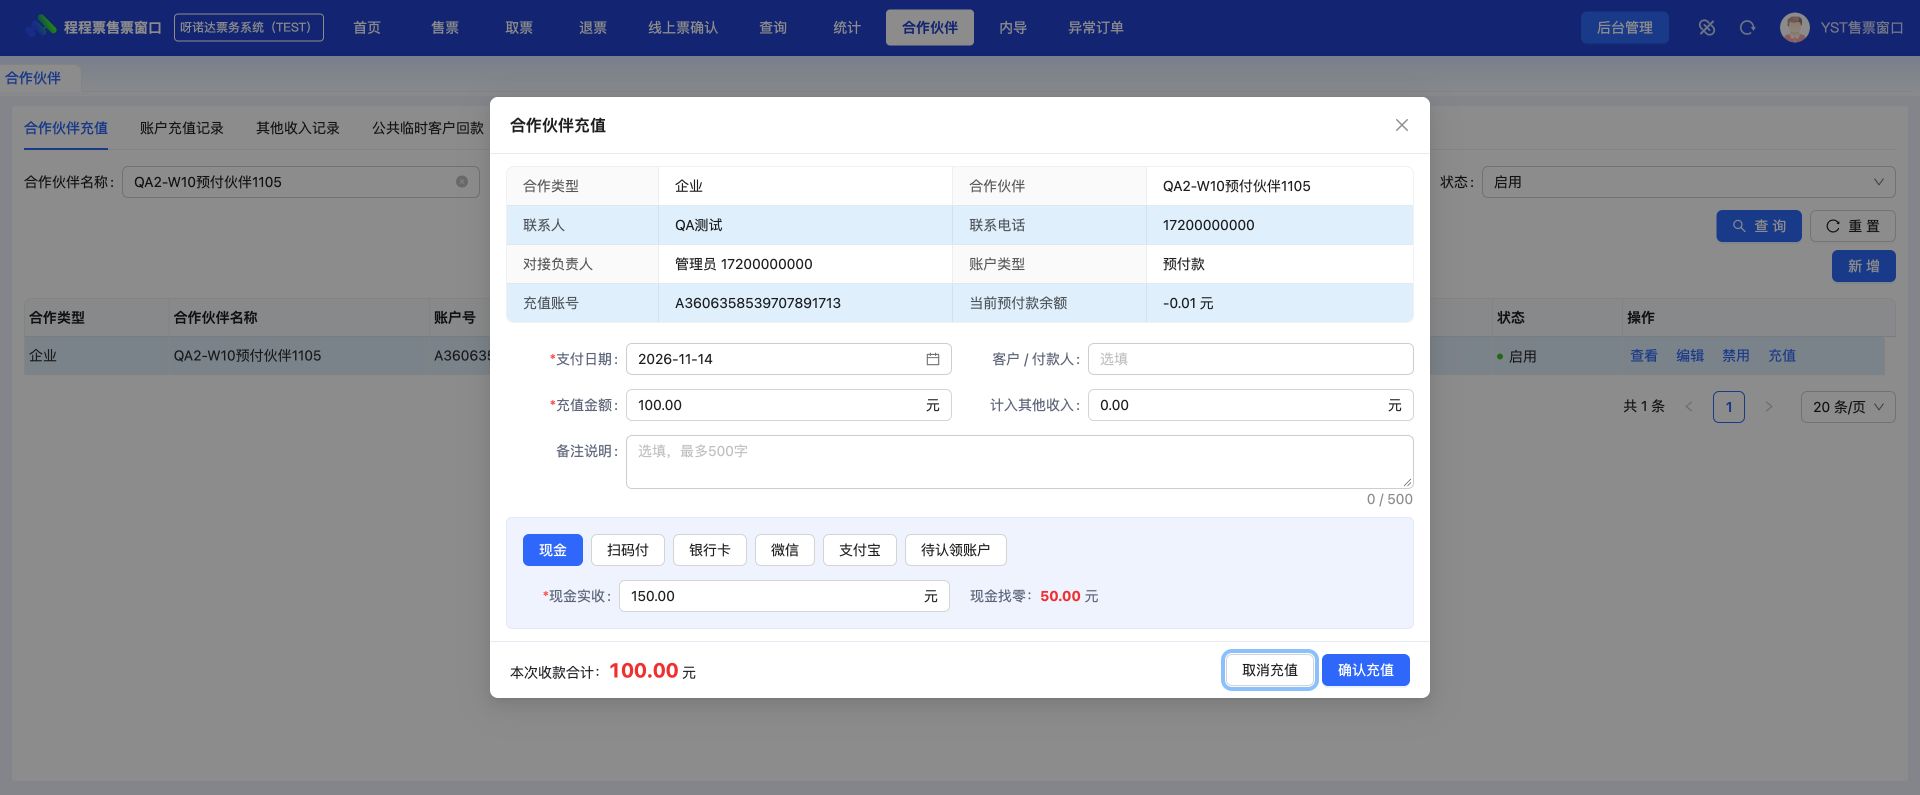 程程票售票窗口 呀诺达票务系统（TEST） 首页 售票 取票 退票 线上票确认 查询 统计 合作伙伴 内导 异常订单 后台管理 YST售票窗口
合作伙伴
合作伙伴充值 账户充值记录 其他收入记录 公共临时客户回款
合作伙伴名称： QA2-W10预付伙伴1105 状态： 启用
查 询 重 置
新 增
合作类型 合作伙伴名称 账户号 状态 操作
企业 QA2-W10预付伙伴1105 A36063 启用 查看 编辑 禁用 充值
共 1 条 1 20 条/页
合作伙伴充值
合作类型 企业 合作伙伴 QA2-W10预付伙伴1105
联系人 QA测试 联系电话 17200000000
对接负责人 管理员 17200000000 账户类型 预付款
充值账号 A3606358539707891713 当前预付款余额 -0.01 元
*支付日期： 2026-11-14 客户 / 付款人： 选填
*充值金额： 100.00 元 计入其他收入： 0.00 元
备注说明： 选填，最多500字
0 / 500
现金 扫码付 银行卡 微信 支付宝 待认领账户
*现金实收： 150.00 元 现金找零： 50.00 元
本次收款合计： 100.00 元 取消充值 确认充值